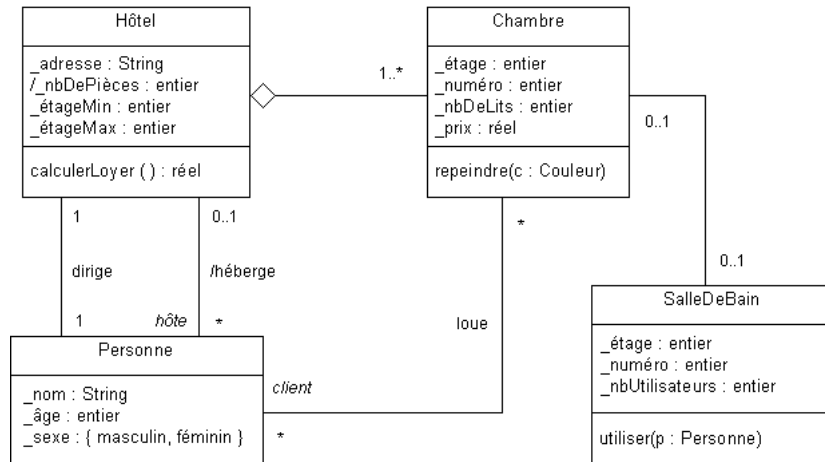 Hôtel
_adresse : String
/_nbDePièces : entier
_étageMin : entier
_étageMax : entier
calculerLoyer ( ) : réel
1..*
Chambre
_étage : entier
_numéro : entier
_nbDeLits : entier
_prix : réel
repeindre(c : Couleur)
0..1
1
0..1
*
dirige
/héberge
0..1
loue
1
hôte
*
SalleDeBain
_étage : entier
_numéro : entier
_nbUtilisateurs : entier
utiliser(p : Personne)
Personne
_nom : String
_âge : entier
_sexe : { masculin, féminin }
client
*